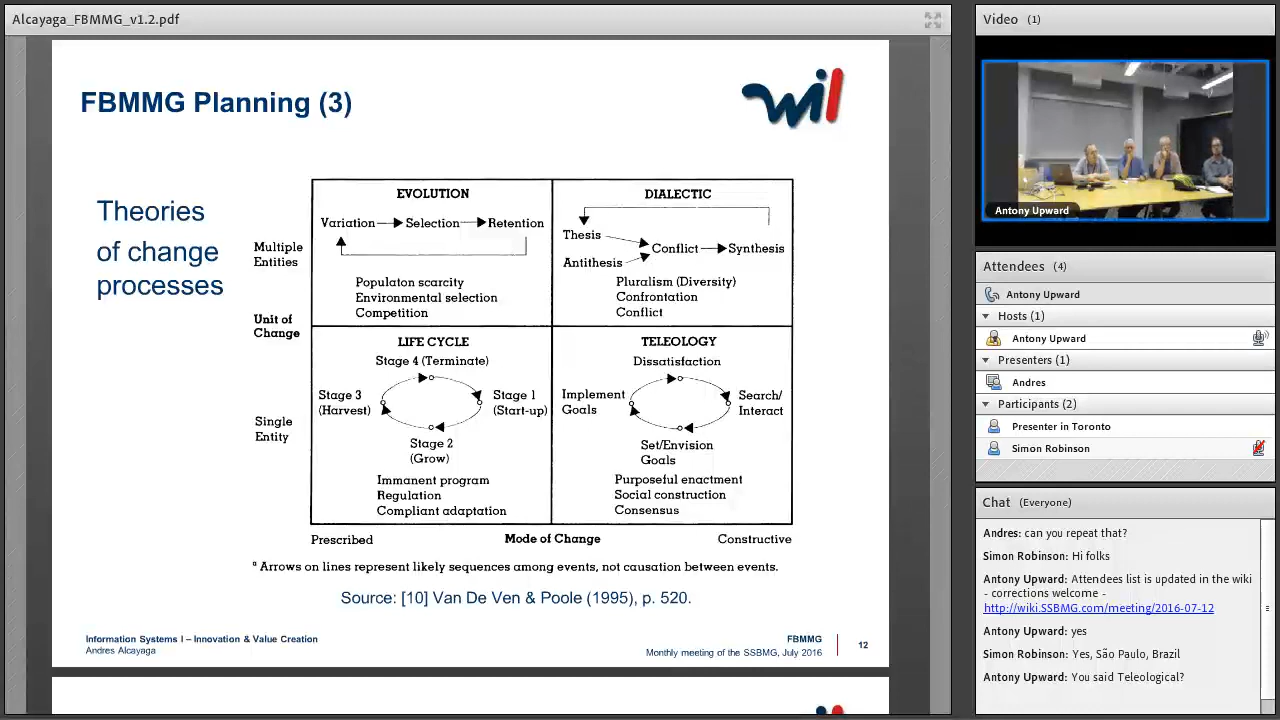 Alcayaga_FBMMG_v1.2.pdf
FBMMG Planning (3)
wil
Theories
of change
processes
Multiple
Entities
Unit of
Change
Single
Entity
EVOLUTION
Variation Selection Retention
Populaton scarcity
Environmental selection
Competition
DIALECTIC
Thesis
Antithesis
Conflict Synthesis
Pluralism (Diversity)
Confrontation
Conflict
LIFE CYCLE
Stage 4 (Terminate)
Stage 3
(Harvest)
Stage 1
(Start-up)
Stage 2
(Grow)
Immanent program
Regulation
Compliant adaptation
TELEOLOGY
Dissatisfaction
Implement
Goals
Search/
Interact
Set/Envision
Goals
Purposeful enactment
Social construction
Consensus
Prescribed Mode of Change Constructive
ᵃ Arrows on lines represent likely sequences among events, not causation between events.
Source: [10] Van De Ven & Poole (1995), p. 520.
Information Systems I – Innovation & Value Creation
Andres Alcayaga
FBMMG
Monthly meeting of the SSBMG, July 2016
12
Video (1)
Antony Upward
Attendees (4)
Antony Upward
Hosts (1)
Antony Upward
Presenters (1)
Andres
Participants (2)
Presenter in Toronto
Simon Robinson
Chat (Everyone)
Andres: can you repeat that?
Simon Robinson: Hi folks
Antony Upward: Attendees list is updated in the wiki
- corrections welcome -
http://wiki.SSBMG.com/meeting/2016-07-12
Antony Upward: yes
Simon Robinson: Yes, São Paulo, Brazil
Antony Upward: You said Teleological?